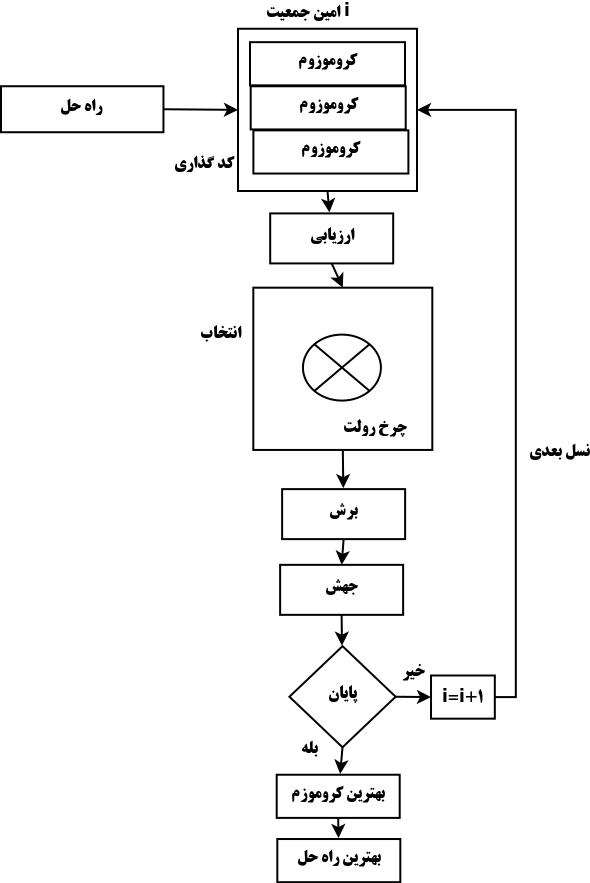 i امین جمعیت
کروموزوم
کروموزوم
کروموزوم
راه حل
کد گذاری
ارزیابی
انتخاب
چرخ رولت
نسل بعدی
برش
جهش
پایان
خیر
i=i+۱
بله
بهترین کروموزم
بهترین راه حل